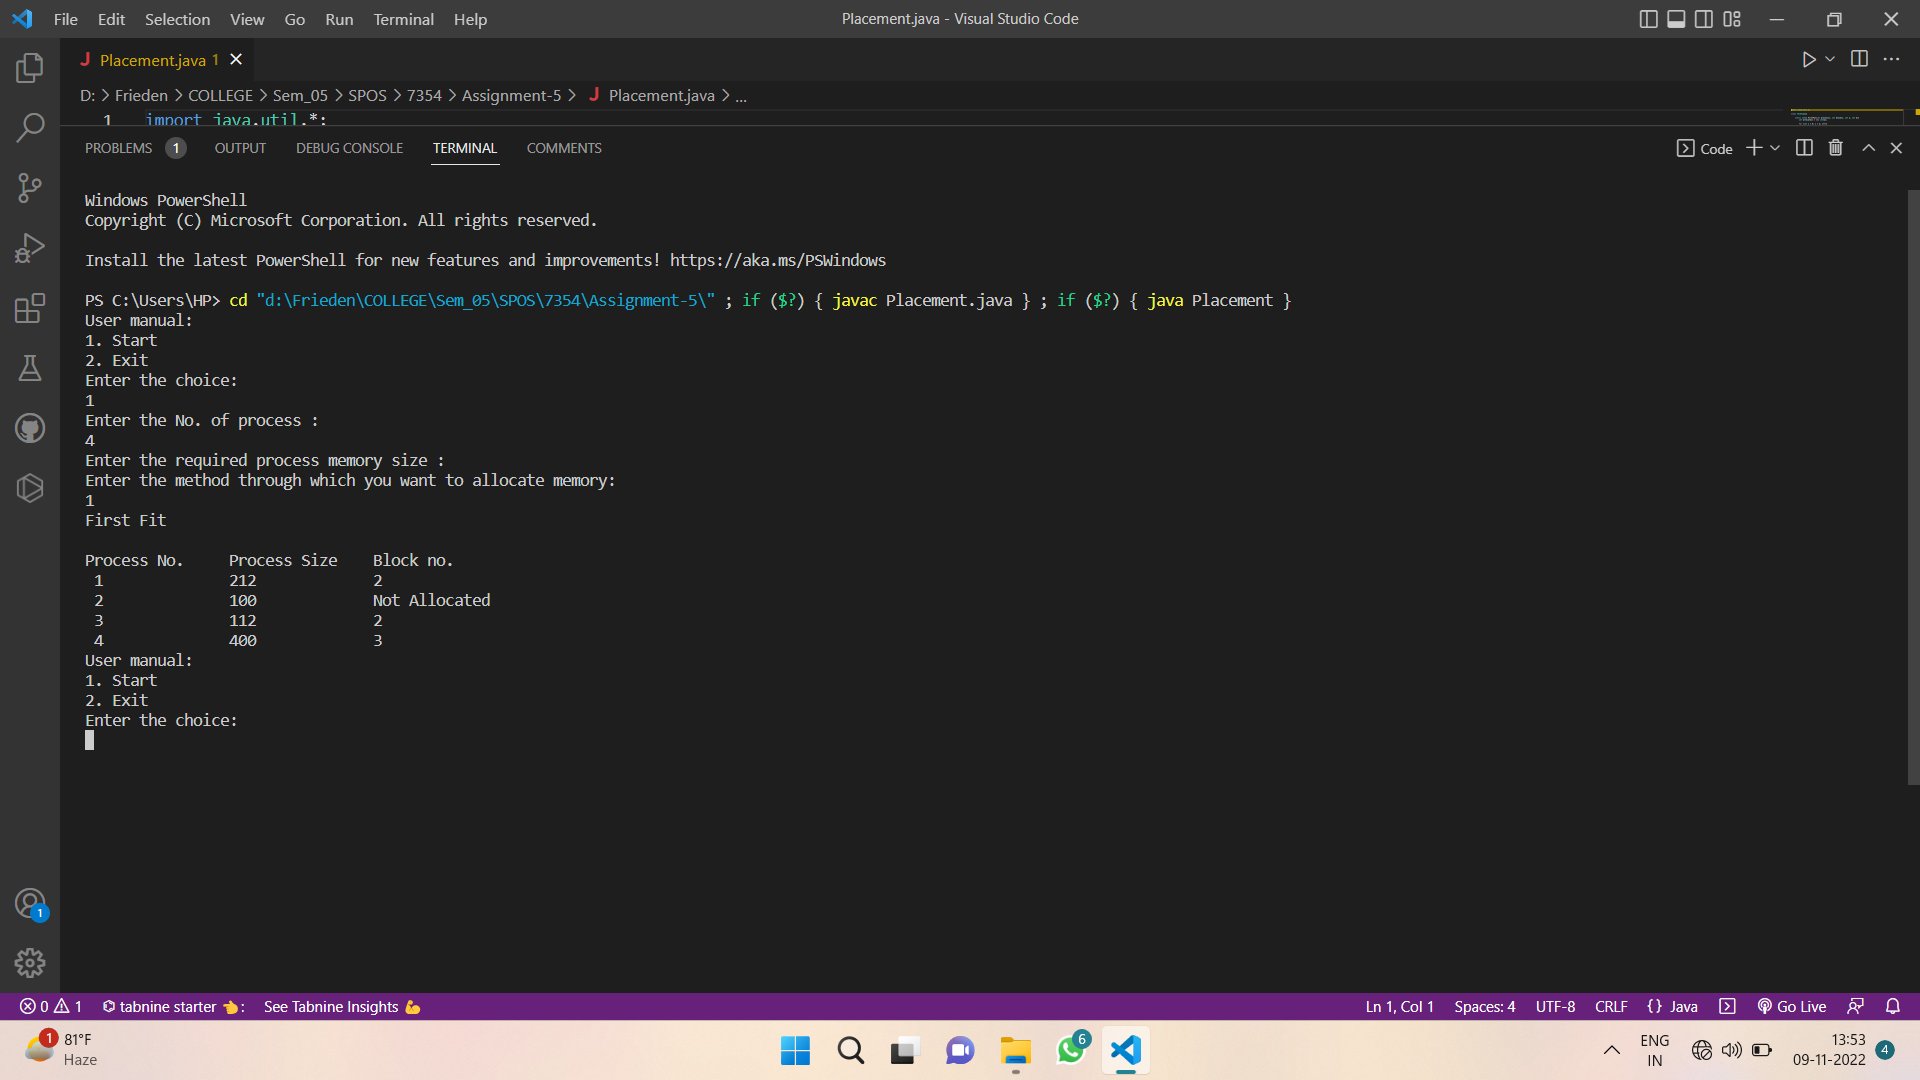 File Edit Selection View Go Run Terminal Help
Placement.java - Visual Studio Code
J Placement.java 1
D: > Frieden > COLLEGE > Sem_05 > SPOS > 7354 > Assignment-5 > J Placement.java > ...
1 import java.util.*;
PROBLEMS 1 OUTPUT DEBUG CONSOLE TERMINAL COMMENTS
Code
Windows PowerShell
Copyright (C) Microsoft Corporation. All rights reserved.
Install the latest PowerShell for new features and improvements! https://aka.ms/PSWindows
PS C:\Users\HP> cd "d:\Frieden\COLLEGE\Sem_05\SPOS\7354\Assignment-5\" ; if ($?) { javac Placement.java } ; if ($?) { java Placement }
User manual:
1. Start
2. Exit
Enter the choice:
1
Enter the No. of process :
4
Enter the required process memory size :
Enter the method through which you want to allocate memory:
1
First Fit
Process No. Process Size Block no.
1 212 2
2 100 Not Allocated
3 112 2
4 400 3
User manual:
1. Start
2. Exit
Enter the choice:
1
0 1 tabnine starter : See Tabnine Insights
Ln 1, Col 1 Spaces: 4 UTF-8 CRLF {} Java Go Live
1 81°F
Haze
6
ENG
IN
13:53
09-11-2022 4